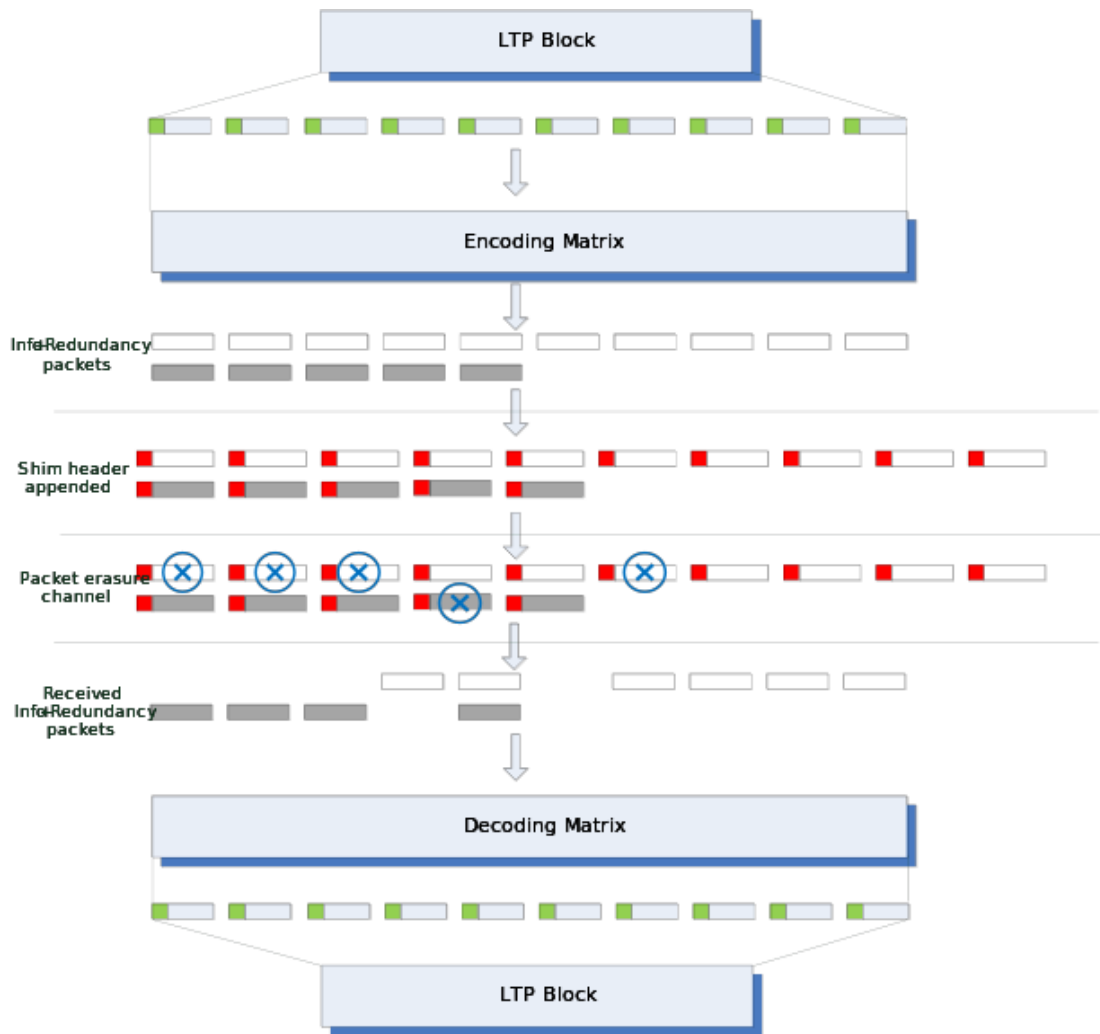 LTP Block
Encoding Matrix
Info+Redundancy
packets
Shim header
appended
Packet erasure
channel
Received
Info+Redundancy
packets
Decoding Matrix
LTP Block